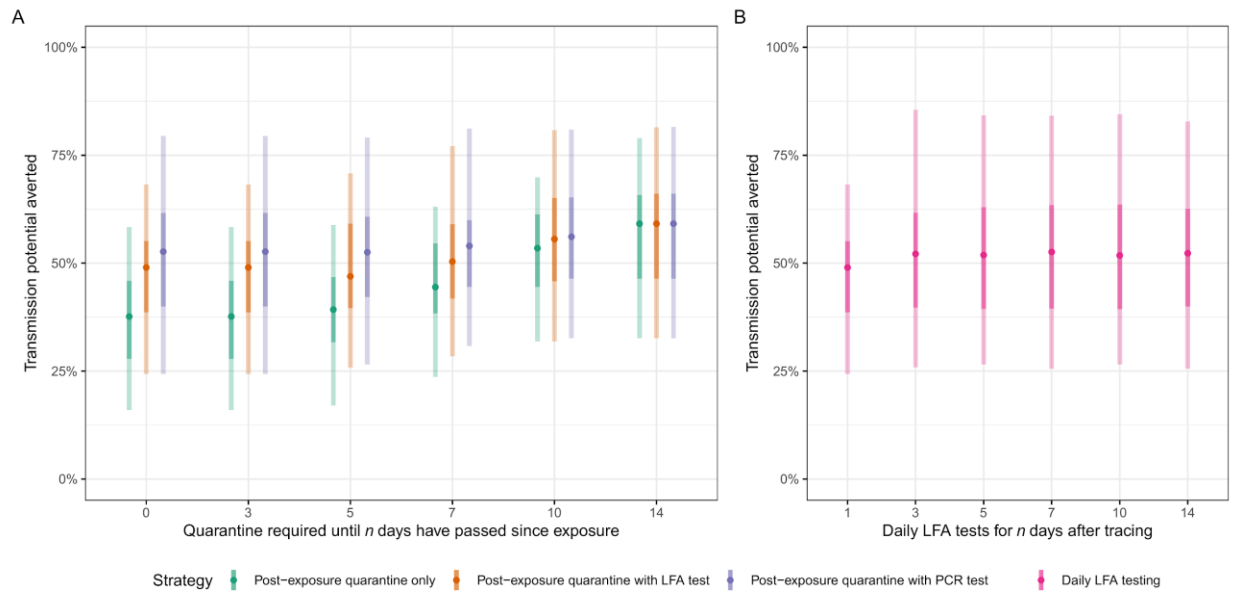 A
Transmission potential averted
100%
75%
50%
25%
0%
0 3 5 7 10 14
Quarantine required until n days have passed since exposure
B
Transmission potential averted
100%
75%
50%
25%
0%
1 3 5 7 10 14
Daily LFA tests for n days after tracing
Strategy Post−exposure quarantine only Post−exposure quarantine with LFA test Post−exposure quarantine with PCR test Daily LFA testing